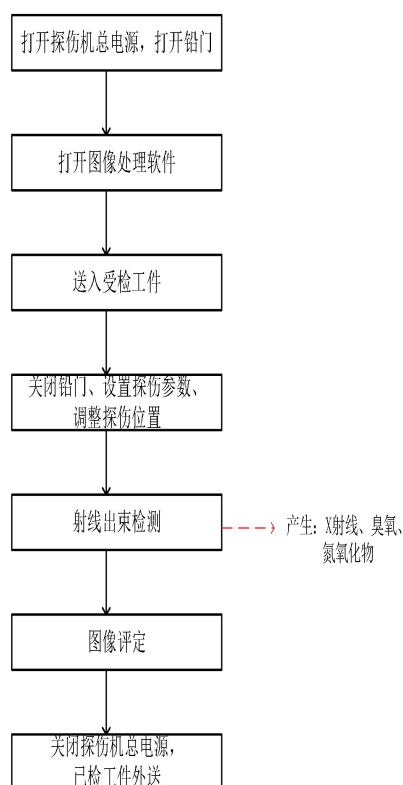 打开探伤机总电源，打开铅门
打开图像处理软件
送入受检工件
关闭铅门、设置探伤参数、
调整探伤位置
射线出束检测
产生：X射线、臭氧、
氮氧化物
图像评定
关闭探伤机总电源，
已检工件外送